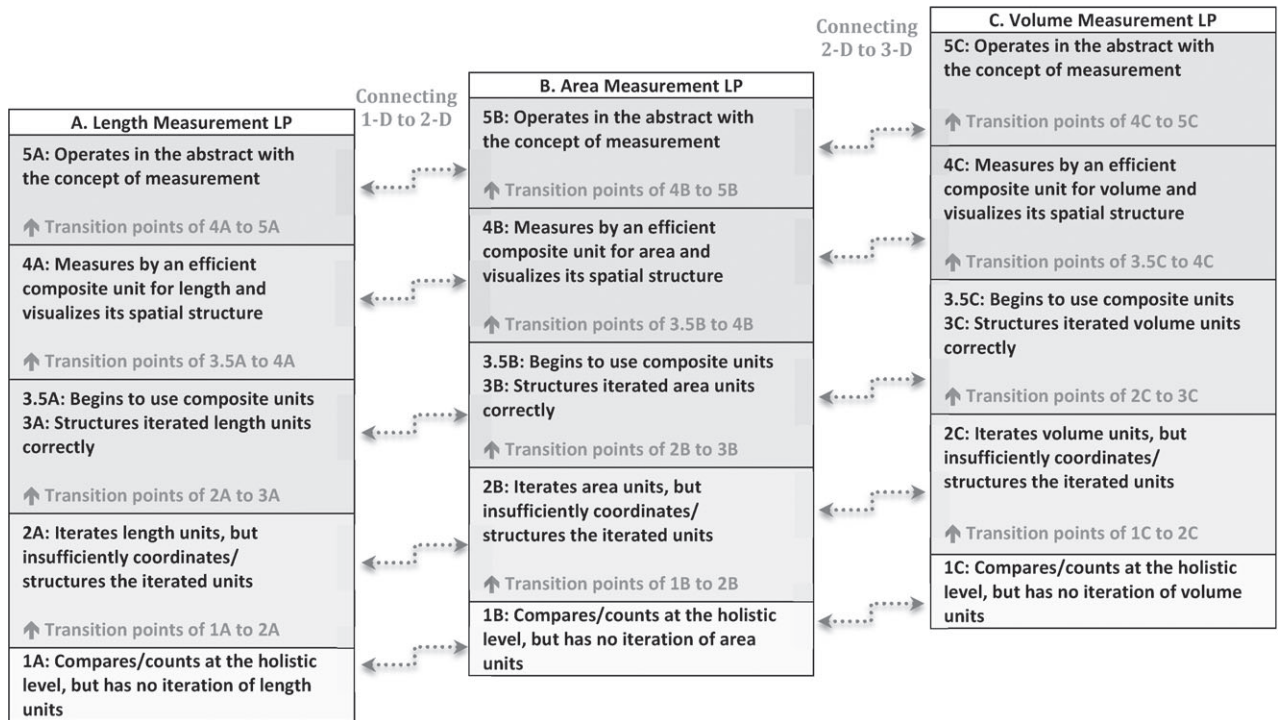 A. Length Measurement LP
5A: Operates in the abstract with
the concept of measurement
Transition points of 4A to 5A
4A: Measures by an efficient
composite unit for length and
visualizes its spatial structure
Transition points of 3.5A to 4A
3.5A: Begins to use composite units
3A: Structures iterated length units
correctly
Transition points of 2A to 3A
2A: Iterates length units, but
insufficiently coordinates/
structures the iterated units
Transition points of 1A to 2A
1A: Compares/counts at the holistic
level, but has no iteration of length
units
Connecting
1-D to 2-D
B. Area Measurement LP
5B: Operates in the abstract with
the concept of measurement
Transition points of 4B to 5B
4B: Measures by an efficient
composite unit for area and
visualizes its spatial structure
Transition points of 3.5B to 4B
3.5B: Begins to use composite units
3B: Structures iterated area units
correctly
Transition points of 2B to 3B
2B: Iterates area units, but
insufficiently coordinates/
structures the iterated units
Transition points of 1B to 2B
1B: Compares/counts at the holistic
level, but has no iteration of area
units
Connecting
2-D to 3-D
C. Volume Measurement LP
5C: Operates in the abstract with
the concept of measurement
Transition points of 4C to 5C
4C: Measures by an efficient
composite unit for volume and
visualizes its spatial structure
Transition points of 3.5C to 4C
3.5C: Begins to use composite units
3C: Structures iterated volume units
correctly
Transition points of 2C to 3C
2C: Iterates volume units, but
insufficiently coordinates/
structures the iterated units
Transition points of 1C to 2C
1C: Compares/counts at the holistic
level, but has no iteration of volume
units